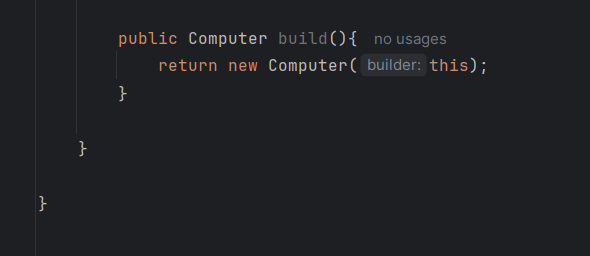 public Computer build(){ no usages
return new Computer( builder: this);
}
}
}